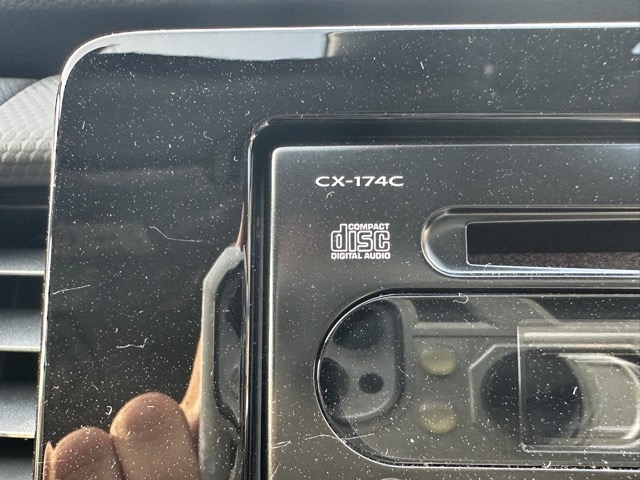 CX-174C
COMPACT
disc
DIGITAL AUDIO